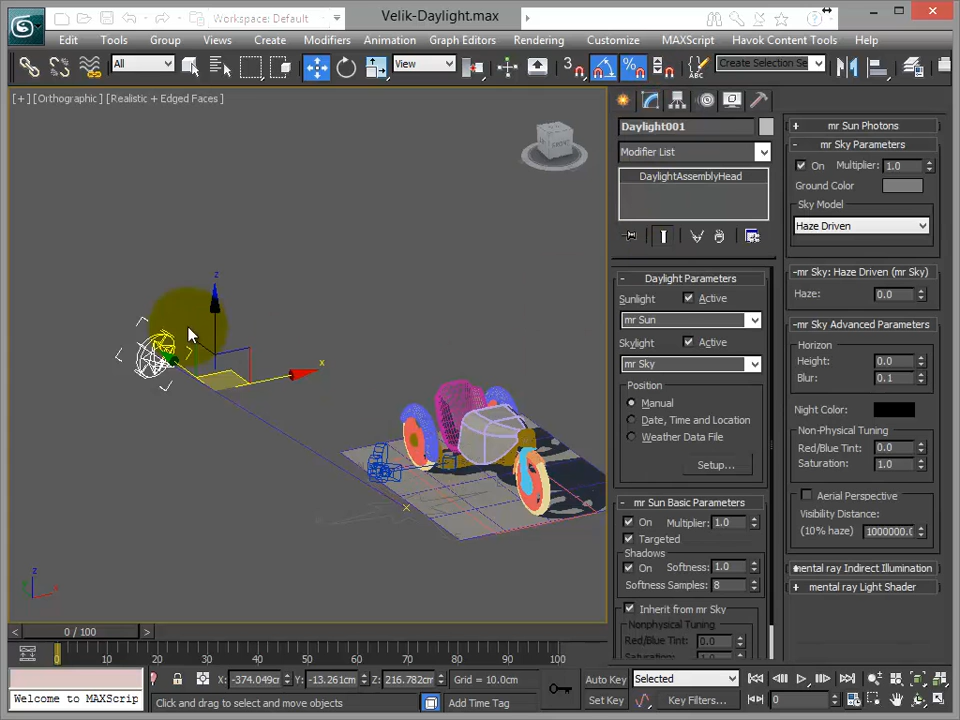 Workspace: Default
Velik-Daylight.max
Edit Tools Group Views Create Modifiers Animation Graph Editors Rendering Customize MAXScript Havok Content Tools Help
All
View
3
Create Selection Se
[+] [Orthographic] [Realistic + Edged Faces]
FRONT
z
x
z
Daylight001
Modifier List
DaylightAssemblyHead
- Daylight Parameters
Sunlight Active
mr Sun
Skylight Active
mr Sky
Position
Manual
Date, Time and Location
Weather Data File
Setup...
- mr Sun Basic Parameters
On Multiplier: 1.0
Targeted
Shadows
On Softness: 1.0
Softness Samples: 8
Inherit from mr Sky
Nonphysical Tuning
Red/Blue Tint: 0.0
+ mr Sun Photons
- mr Sky Parameters
On Multiplier: 1.0
Ground Color
Sky Model
Haze Driven
- mr Sky: Haze Driven (mr Sky)
Haze: 0.0
- mr Sky Advanced Parameters
Horizon
Height: 0.0
Blur: 0.1
Night Color:
Non-Physical Tuning
Red/Blue Tint: 0.0
Saturation: 1.0
Aerial Perspective
Visibility Distance:
(10% haze) 1000000.0
+ mental ray Indirect Illumination
+ mental ray Light Shader
< 0 / 100 >
0 10 20 30 40 50 60 70 80 90 100
Welcome to MAXScrip
X: -374.049cm Y: -13.261cm Z: 216.782cm Grid = 10.0cm
Click and drag to select and move objects
Add Time Tag
Auto Key Selected
Set Key Key Filters...
0